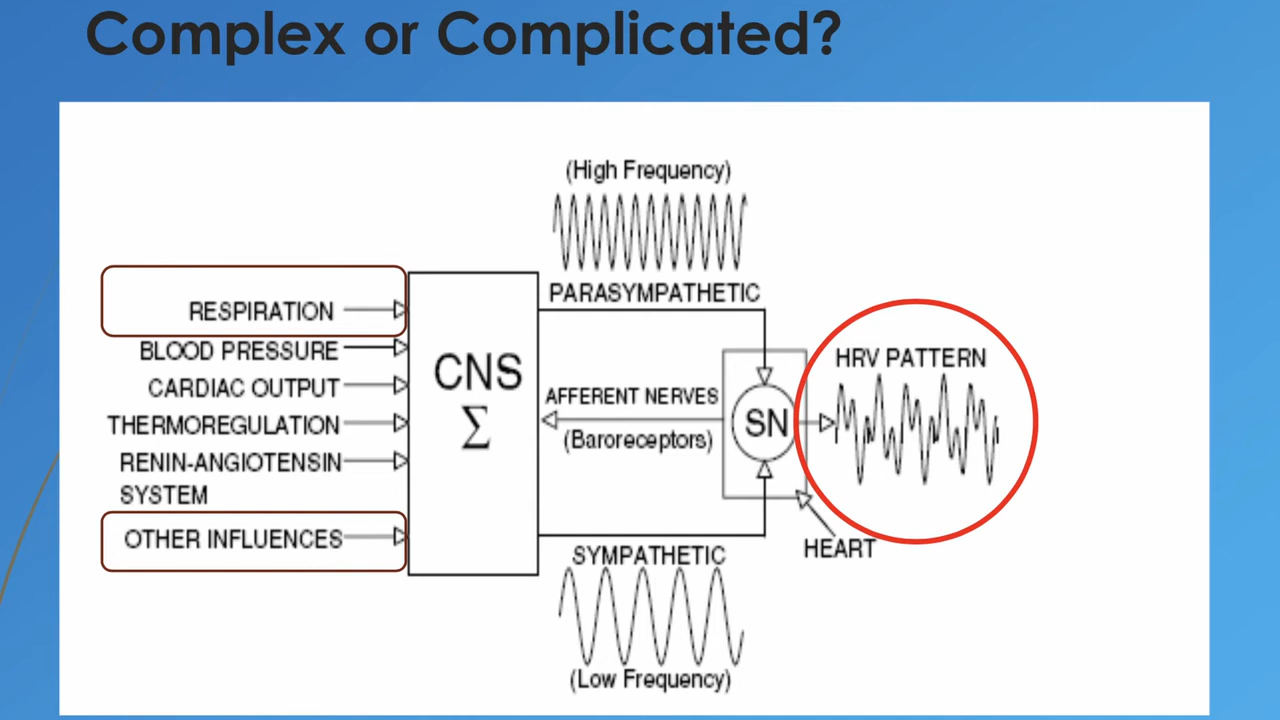 Complex or Complicated?
(High Frequency)
PARASYMPATHETIC
RESPIRATION
BLOOD PRESSURE
CARDIAC OUTPUT
THERMOREGULATION
RENIN-ANGIOTENSIN
SYSTEM
OTHER INFLUENCES
CNS
Σ
AFFERENT NERVES
(Baroreceptors)
SN
HRV PATTERN
HEART
SYMPATHETIC
(Low Frequency)